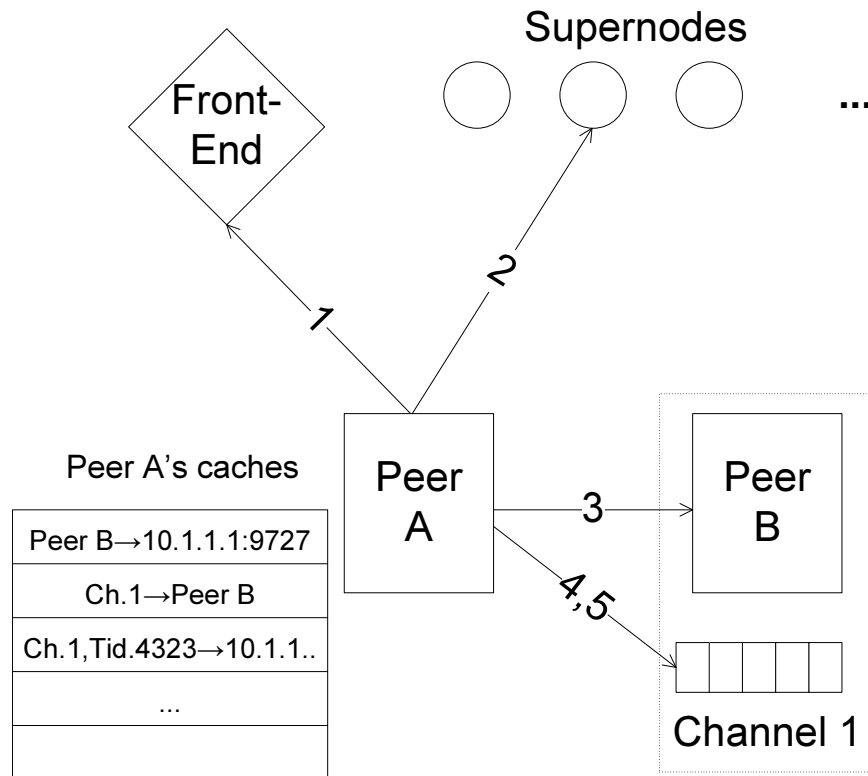 Supernodes
Front-
End
...
1
2
Peer A's caches
Peer B→10.1.1.1:9727
Ch.1→Peer B
Ch.1,Tid.4323→10.1.1..
...
Peer
A
3
4,5
Peer
B
Channel 1